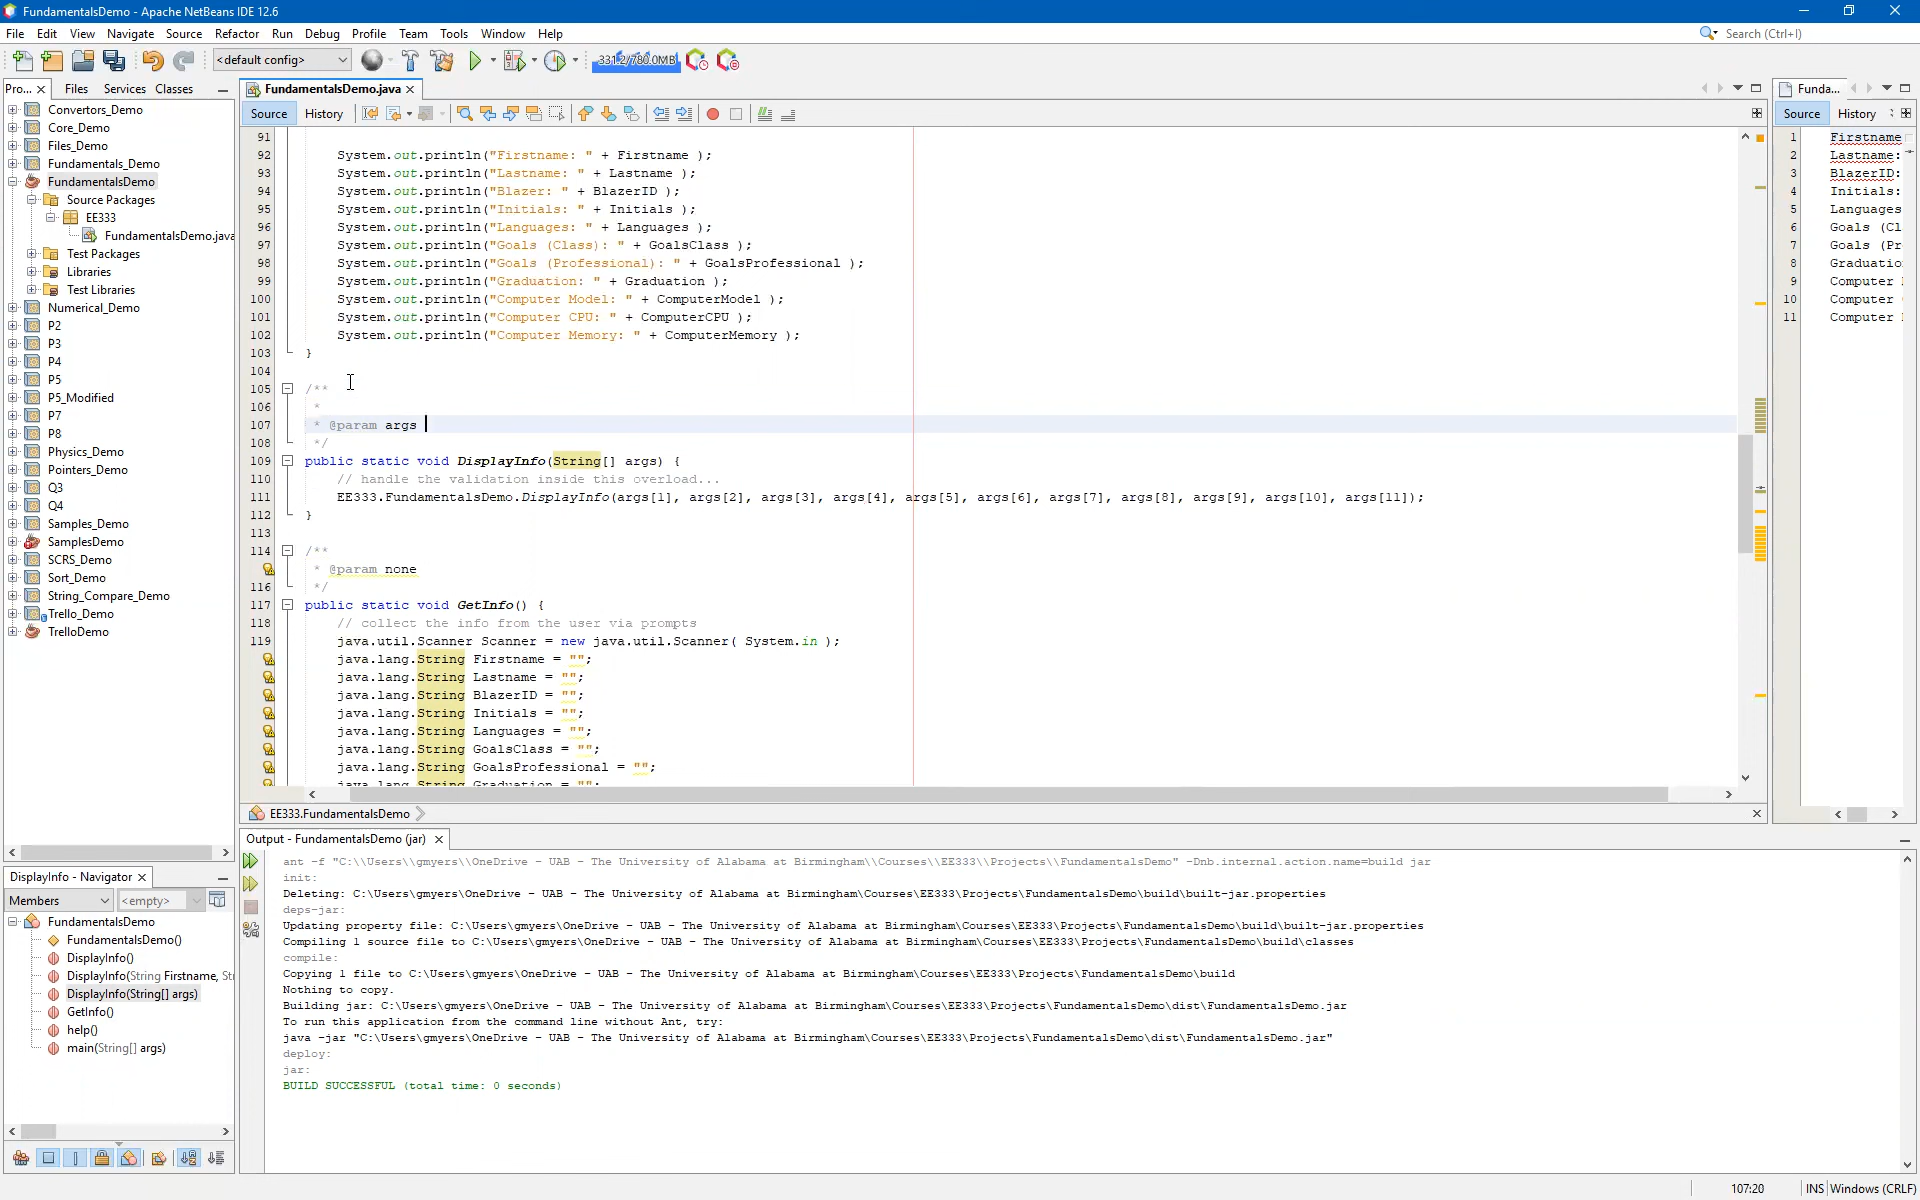 FundamentalsDemo - Apache NetBeans IDE 12.6
File Edit View Navigate Source Refactor Run Debug Profile Team Tools Window Help
Search (Ctrl+I)
<default config>
331.2/780.0MB
Pro... Files Services Classes
Convertors_Demo
Core_Demo
Files_Demo
Fundamentals_Demo
FundamentalsDemo
Source Packages
EE333
FundamentalsDemo.java
Test Packages
Libraries
Test Libraries
Numerical_Demo
P2
P3
P4
P5
P5_Modified
P7
P8
Physics_Demo
Pointers_Demo
Q3
Q4
Samples_Demo
SamplesDemo
SCRS_Demo
Sort_Demo
String_Compare_Demo
Trello_Demo
TrelloDemo
DisplayInfo - Navigator
Members <empty>
FundamentalsDemo
FundamentalsDemo()
DisplayInfo()
DisplayInfo(String Firstname, St
DisplayInfo(String[] args)
GetInfo()
help()
main(String[] args)
FundamentalsDemo.java
Source History
91
92 System.out.println("Firstname: " + Firstname );
93 System.out.println("Lastname: " + Lastname );
94 System.out.println("Blazer: " + BlazerID );
95 System.out.println("Initials: " + Initials );
96 System.out.println("Languages: " + Languages );
97 System.out.println("Goals (Class): " + GoalsClass );
98 System.out.println("Goals (Professional): " + GoalsProfessional );
99 System.out.println("Graduation: " + Graduation );
100 System.out.println("Computer Model: " + ComputerModel );
101 System.out.println("Computer CPU: " + ComputerCPU );
102 System.out.println("Computer Memory: " + ComputerMemory );
103 }
104
105 /**
106 *
107 * @param args
108 */
109 public static void DisplayInfo(String[] args) {
110 // handle the validation inside this overload...
111 EE333.FundamentalsDemo.DisplayInfo(args[1], args[2], args[3], args[4], args[5], args[6], args[7], args[8], args[9], args[10], args[11]);
112 }
113
114 /**
* @param none
116 */
117 public static void GetInfo() {
118 // collect the info from the user via prompts
119 java.util.Scanner Scanner = new java.util.Scanner( System.in );
java.lang.String Firstname = "";
java.lang.String Lastname = "";
java.lang.String BlazerID = "";
java.lang.String Initials = "";
java.lang.String Languages = "";
java.lang.String GoalsClass = "";
java.lang.String GoalsProfessional = "";
java.lang.String Graduation = "";
EE333.FundamentalsDemo
Funda...
Source History
1 Firstname
2 Lastname:
3 BlazerID:
4 Initials:
5 Languages
6 Goals (Cl
7 Goals (Pr
8 Graduatio
9 Computer
10 Computer
11 Computer
Output - FundamentalsDemo (jar)
ant -f "C:\\Users\\gmyers\\OneDrive - UAB - The University of Alabama at Birmingham\\Courses\\EE333\\Projects\\FundamentalsDemo" -Dnb.internal.action.name=build jar
init:
Deleting: C:\Users\gmyers\OneDrive - UAB - The University of Alabama at Birmingham\Courses\EE333\Projects\FundamentalsDemo\build\built-jar.properties
deps-jar:
Updating property file: C:\Users\gmyers\OneDrive - UAB - The University of Alabama at Birmingham\Courses\EE333\Projects\FundamentalsDemo\build\built-jar.properties
Compiling 1 source file to C:\Users\gmyers\OneDrive - UAB - The University of Alabama at Birmingham\Courses\EE333\Projects\FundamentalsDemo\build\classes
compile:
Copying 1 file to C:\Users\gmyers\OneDrive - UAB - The University of Alabama at Birmingham\Courses\EE333\Projects\FundamentalsDemo\build
Nothing to copy.
Building jar: C:\Users\gmyers\OneDrive - UAB - The University of Alabama at Birmingham\Courses\EE333\Projects\FundamentalsDemo\dist\FundamentalsDemo.jar
To run this application from the command line without Ant, try:
java -jar "C:\Users\gmyers\OneDrive - UAB - The University of Alabama at Birmingham\Courses\EE333\Projects\FundamentalsDemo\dist\FundamentalsDemo.jar"
deploy:
jar:
BUILD SUCCESSFUL (total time: 0 seconds)
107:20 INS Windows (CRLF)